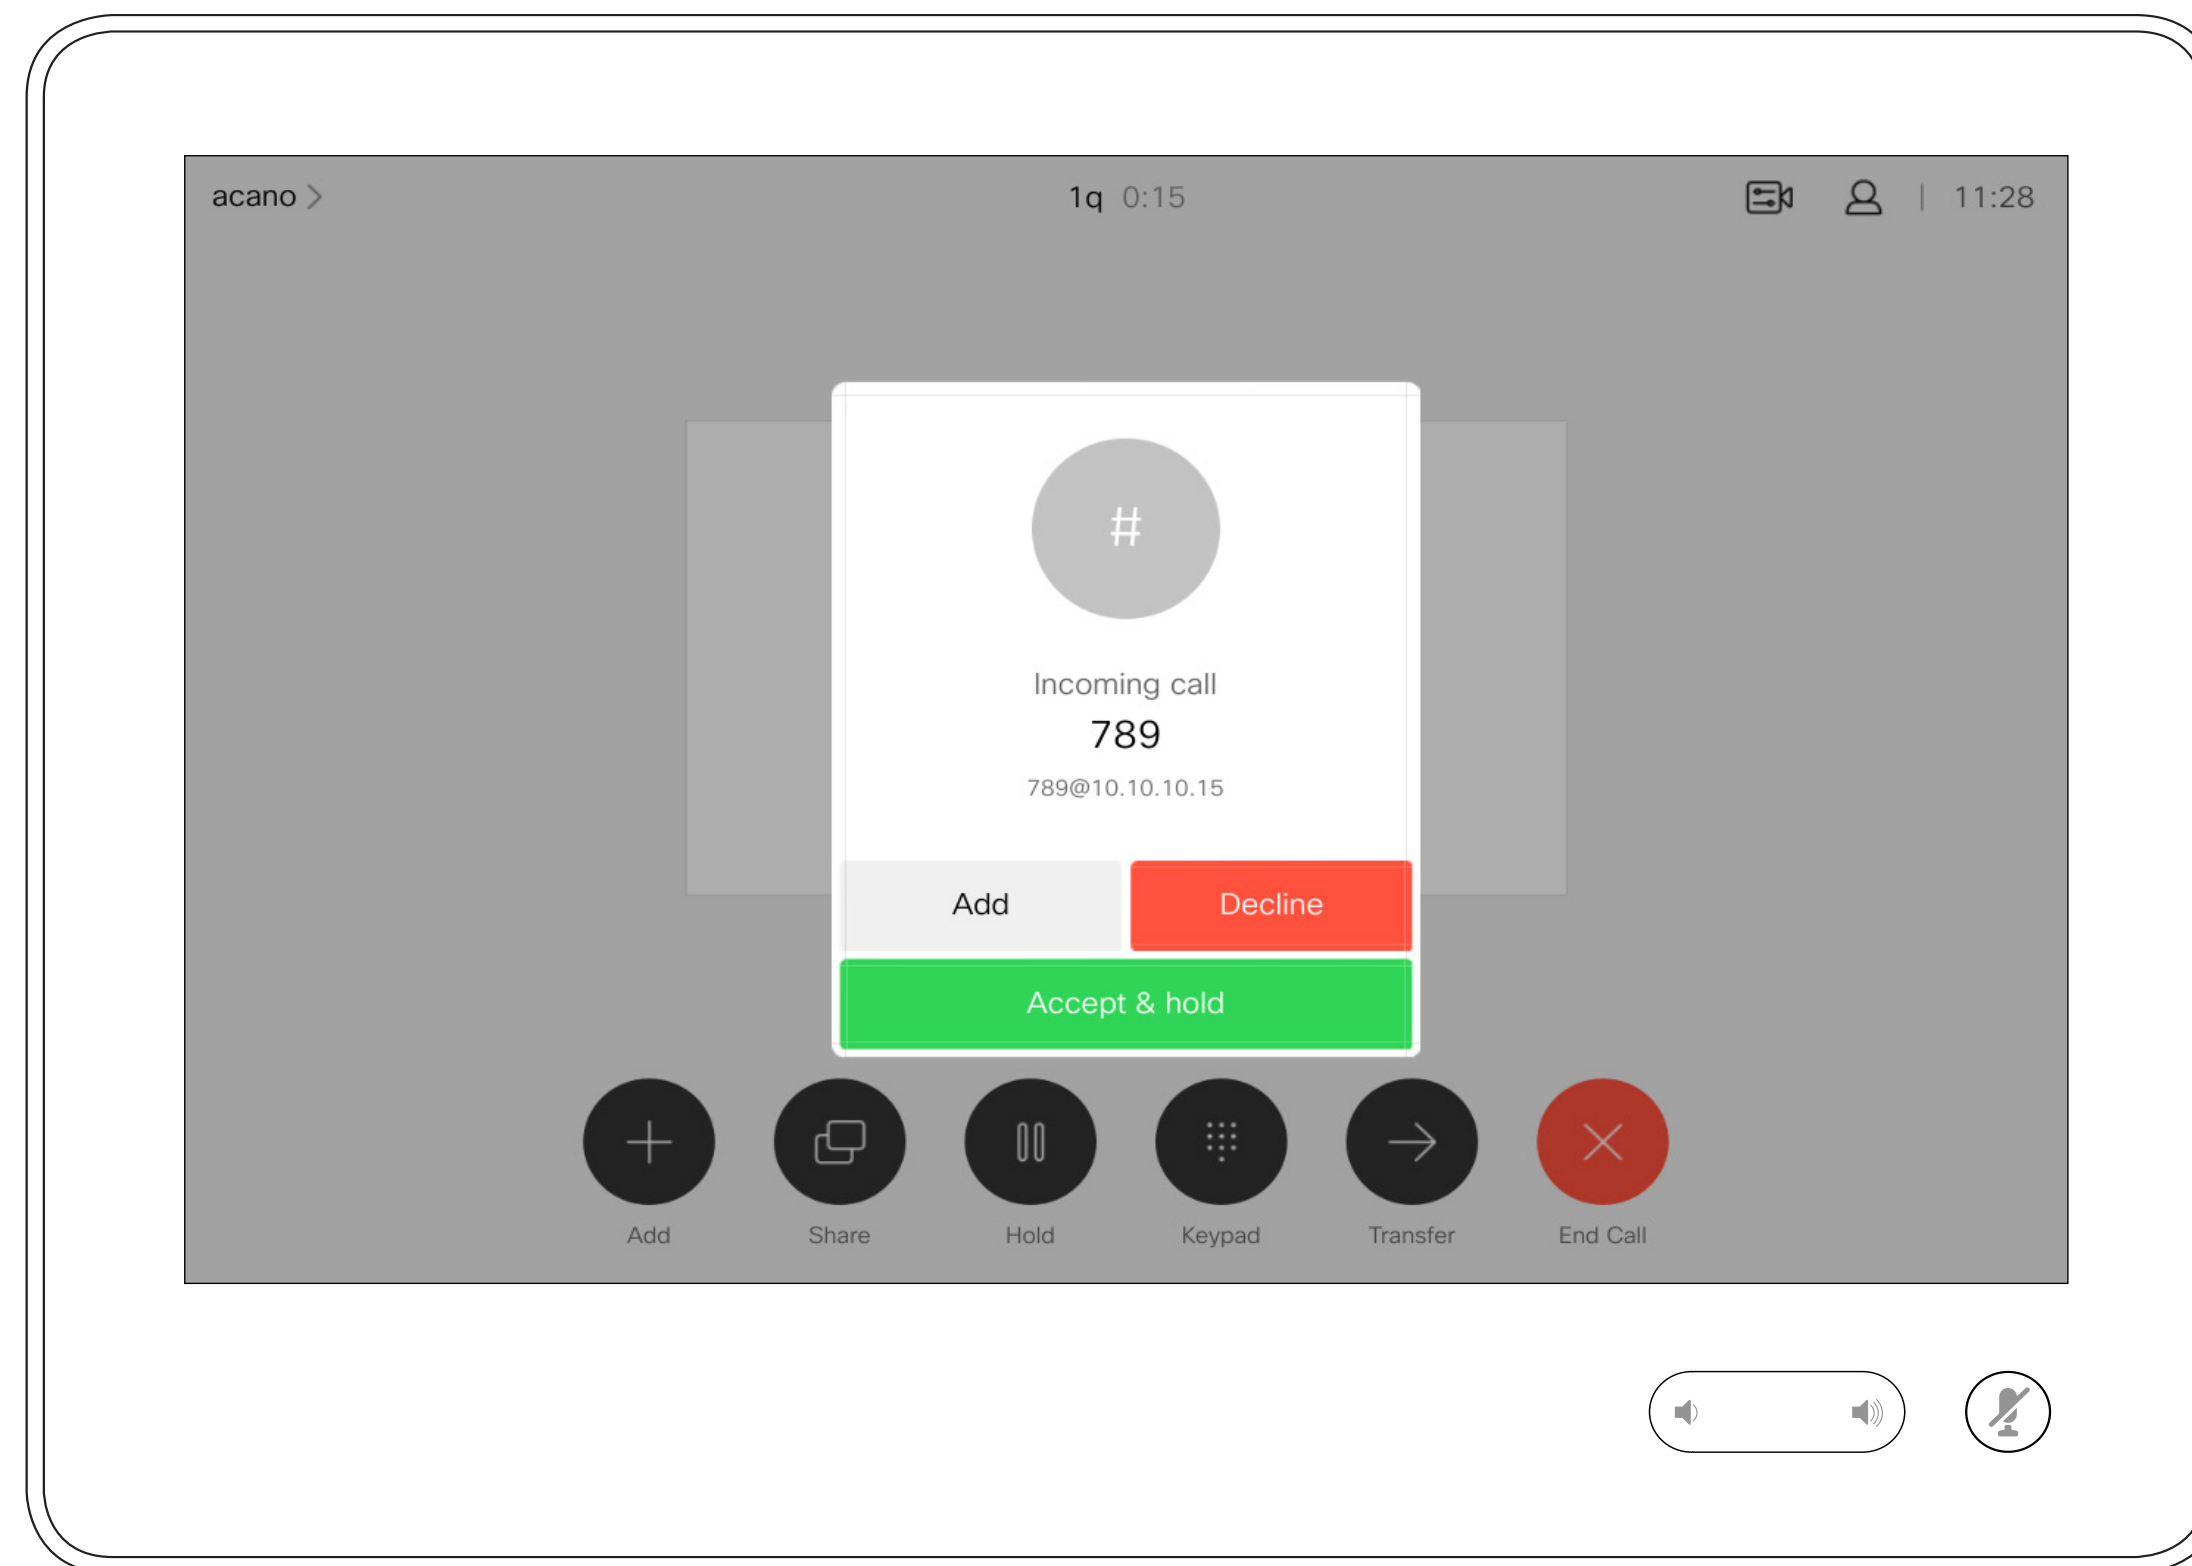 acano 1q 0:15 11:28
#
Incoming call
789
789@10.10.10.15
Add Decline
Accept & hold
Add Share Hold Keypad Transfer End Call